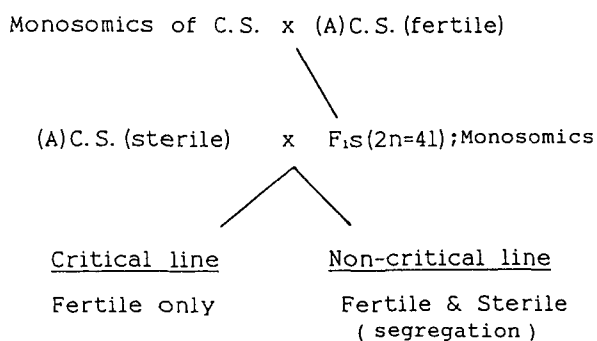 Monosomics of C.S. x (A)C.S.(fertile)
(A)C.S.(sterile) x F₁s(2n=41);Monosomics
Critical line Non-critical line
Fertile only Fertile & Sterile
(segregation)